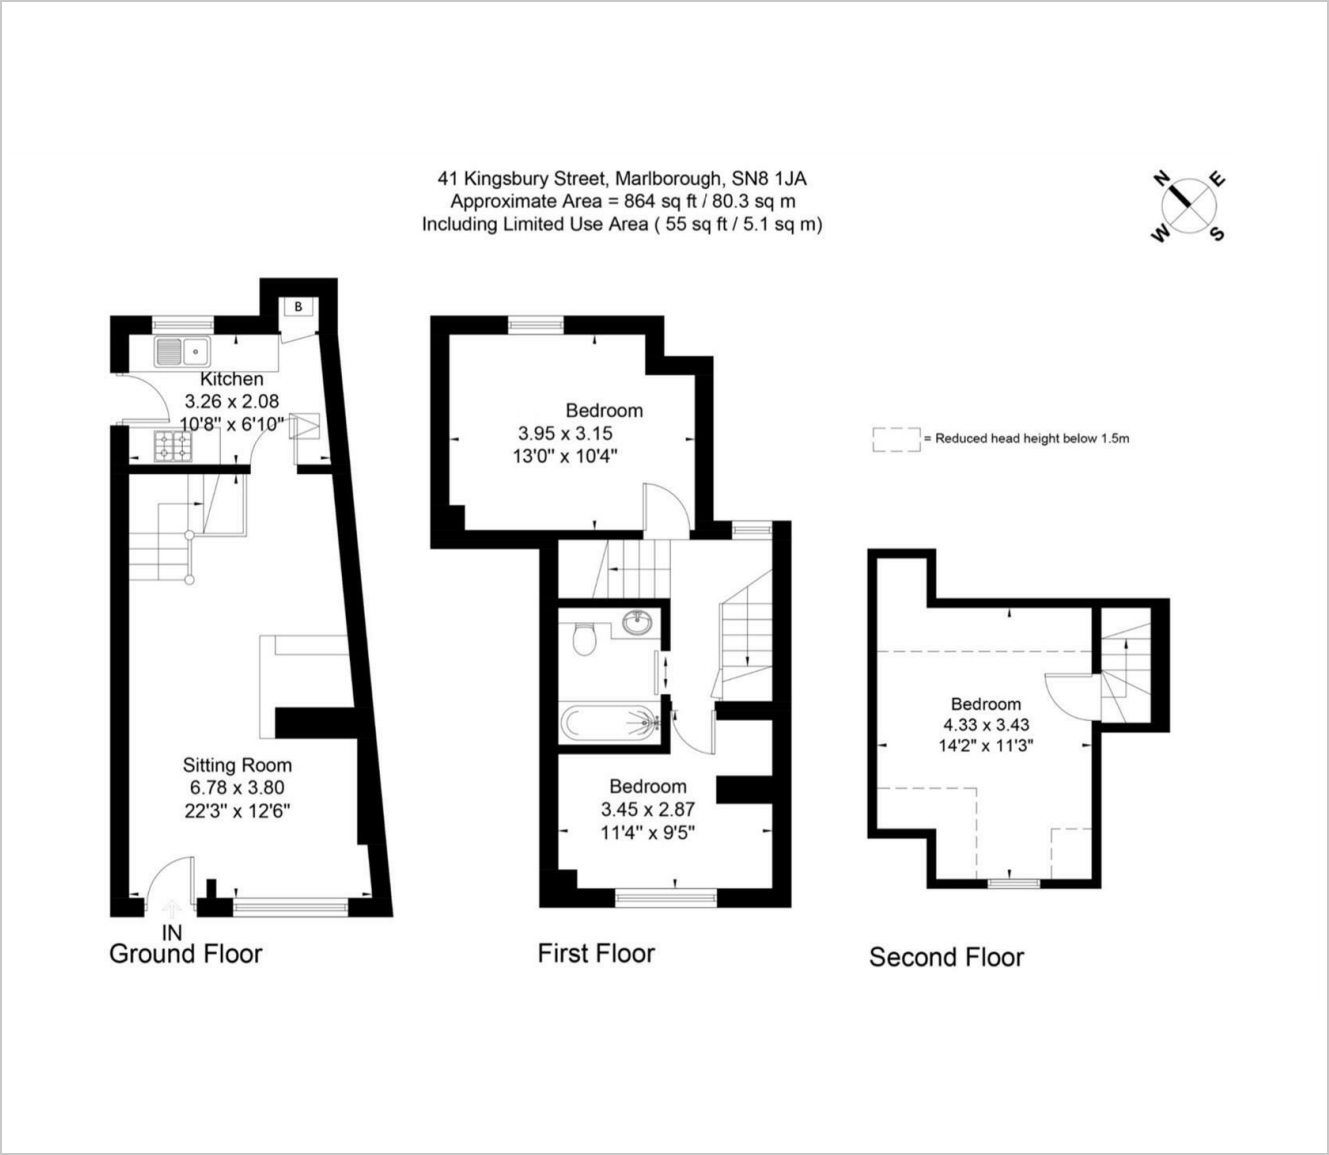 41 Kingsbury Street, Marlborough, SN8 1JA
Approximate Area = 864 sq ft / 80.3 sq m
Including Limited Use Area ( 55 sq ft / 5.1 sq m)
N
E
W
S
B
Kitchen
3.26 x 2.08
10'8" x 6'10"
Sitting Room
6.78 x 3.80
22'3" x 12'6"
IN
Ground Floor
Bedroom
3.95 x 3.15
13'0" x 10'4"
Bedroom
3.45 x 2.87
11'4" x 9'5"
First Floor
= Reduced head height below 1.5m
Bedroom
4.33 x 3.43
14'2" x 11'3"
Second Floor